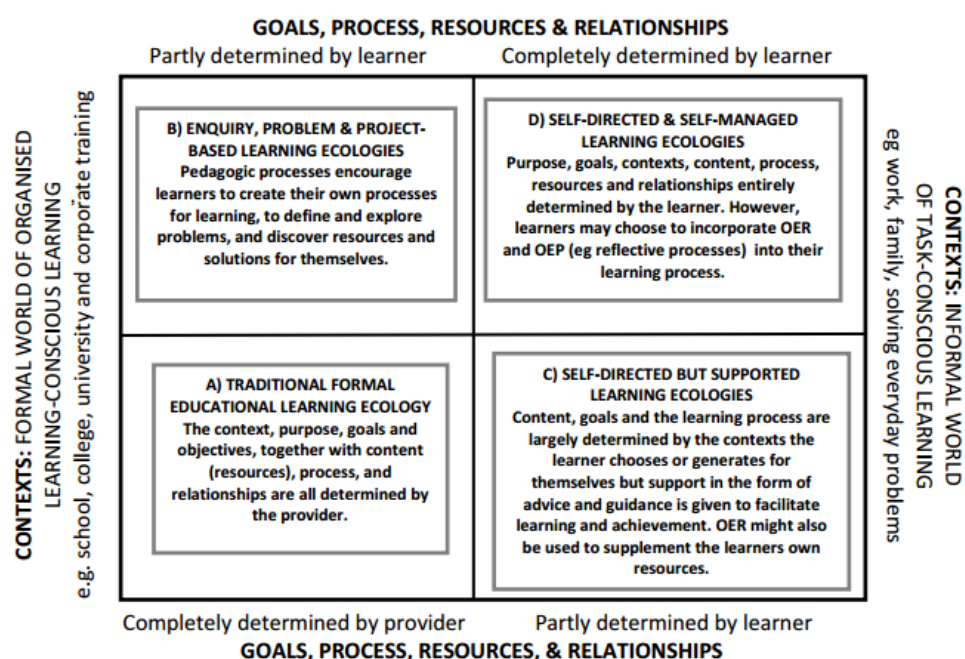 GOALS, PROCESS, RESOURCES & RELATIONSHIPS
Partly determined by learner
Completely determined by learner
CONTEXTS: FORMAL WORLD OF ORGANISED
LEARNING-CONSCIOUS LEARNING
e.g. school, college, university and corporate training
B) ENQUIRY, PROBLEM & PROJECT-
BASED LEARNING ECOLOGIES
Pedagogic processes encourage
learners to create their own processes
for learning, to define and explore
problems, and discover resources and
solutions for themselves.
D) SELF-DIRECTED & SELF-MANAGED
LEARNING ECOLOGIES
Purpose, goals, contexts, content, process,
resources and relationships entirely
determined by the learner. However,
learners may choose to incorporate OER
and OEP (eg reflective processes) into their
learning process.
A) TRADITIONAL FORMAL
EDUCATIONAL LEARNING ECOLOGY
The context, purpose, goals and
objectives, together with content
(resources), process, and
relationships are all determined by
the provider.
C) SELF-DIRECTED BUT SUPPORTED
LEARNING ECOLOGIES
Content, goals and the learning process are
largely determined by the contexts the
learner chooses or generates for
themselves but support in the form of
advice and guidance is given to facilitate
learning and achievement. OER might also
be used to supplement the learners own
resources.
CONTEXTS: INFORMAL WORLD
OF TASK-CONSCIOUS LEARNING
eg work, family, solving everyday problems
Completely determined by provider
Partly determined by learner
GOALS, PROCESS, RESOURCES, & RELATIONSHIPS